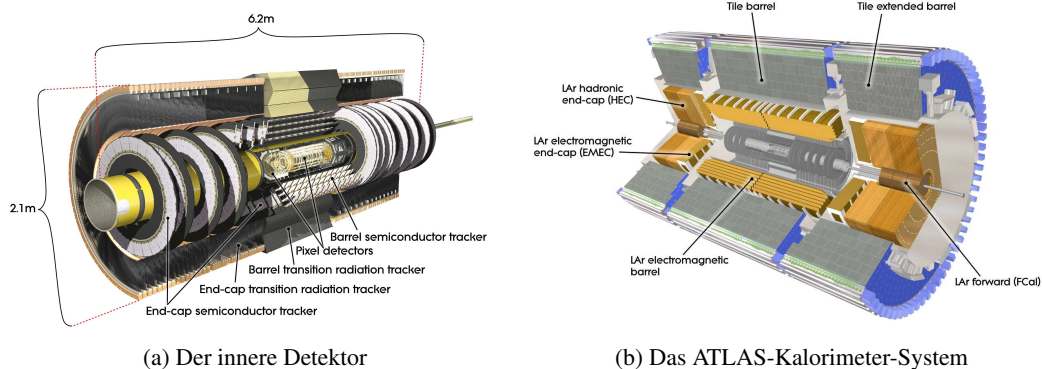 6.2m
2.1m
Barrel semiconductor tracker
Pixel detectors
Barrel transition radiation tracker
End-cap transition radiation tracker
End-cap semiconductor tracker
(a) Der innere Detektor
Tile barrel
Tile extended barrel
LAr hadronic
end-cap (HEC)
LAr electromagnetic
end-cap (EMEC)
LAr electromagnetic
barrel
LAr forward (FCal)
(b) Das ATLAS-Kalorimeter-System